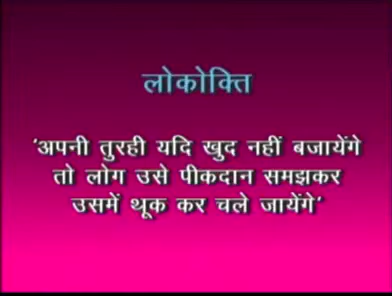 लोकोक्ति
‘अपनी तुरही यदि खुद नहीं बजायेंगे
तो लोग उसे पीकदान समझकर
उसमें थूक कर चले जायेंगे’